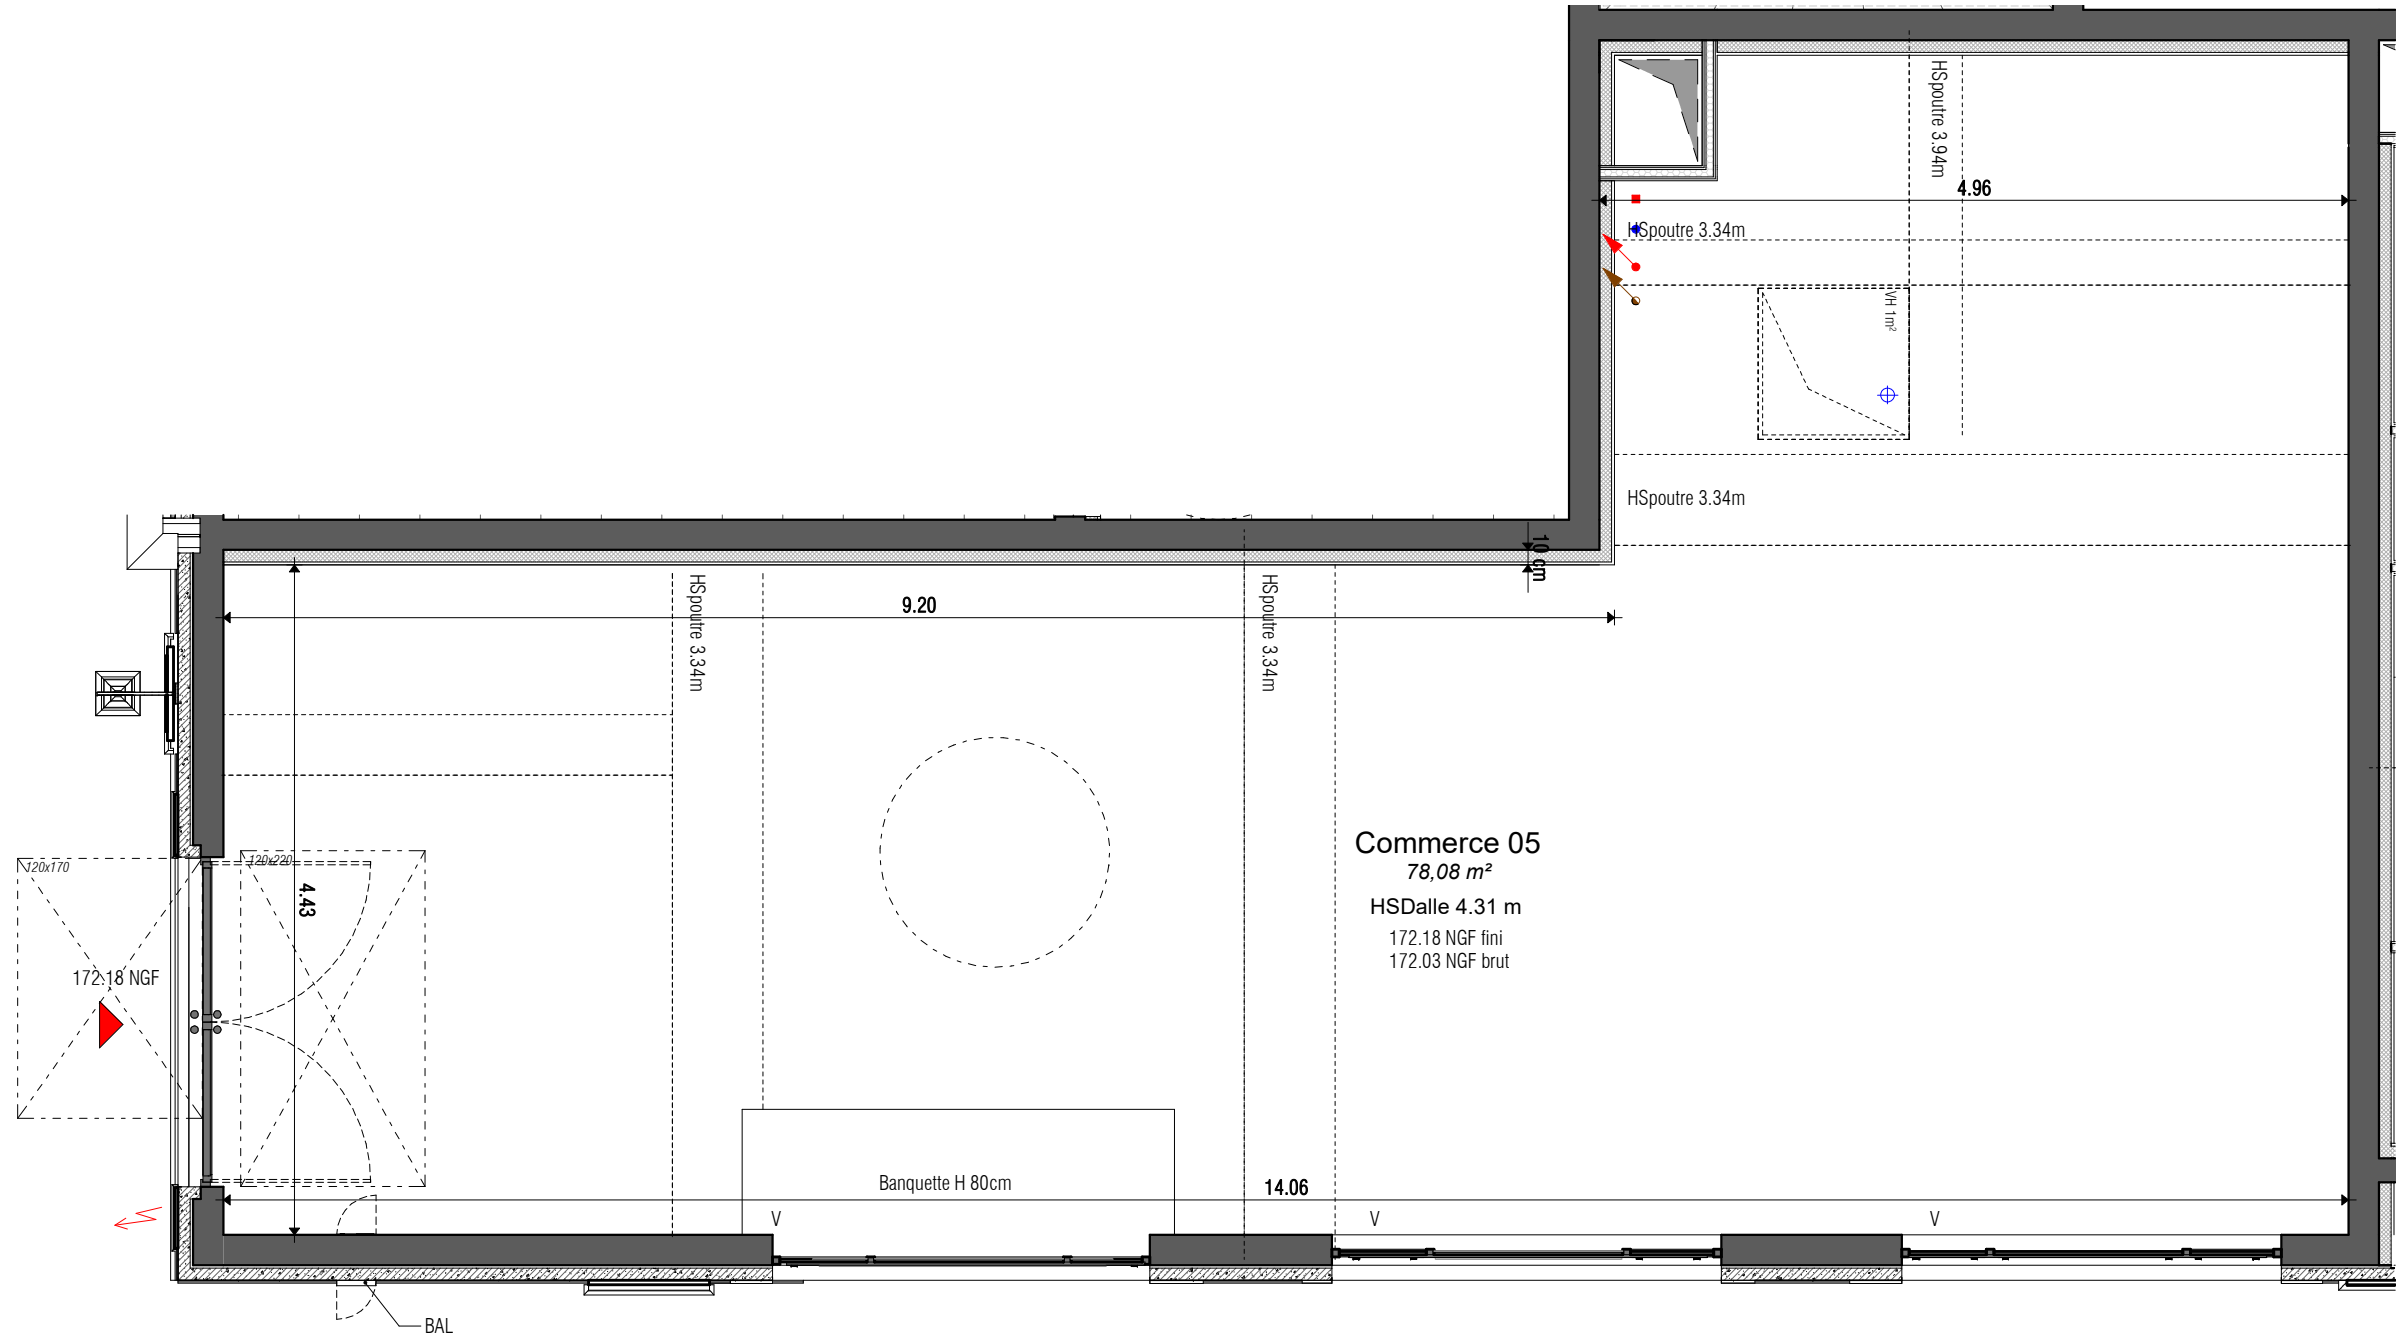 HSpoutre 3.94m
4.96
HSpoutre 3.34m
VH 1m²
HSpoutre 3.34m
10 cm
HSpoutre 3.34m
HSpoutre 3.34m
9.20
Commerce 05
78,08 m²
HSDalle 4.31 m
172.18 NGF fini
172.03 NGF brut
120x170
120x220
4.43
172.18 NGF
Banquette H 80cm
14.06
V
V
V
BAL